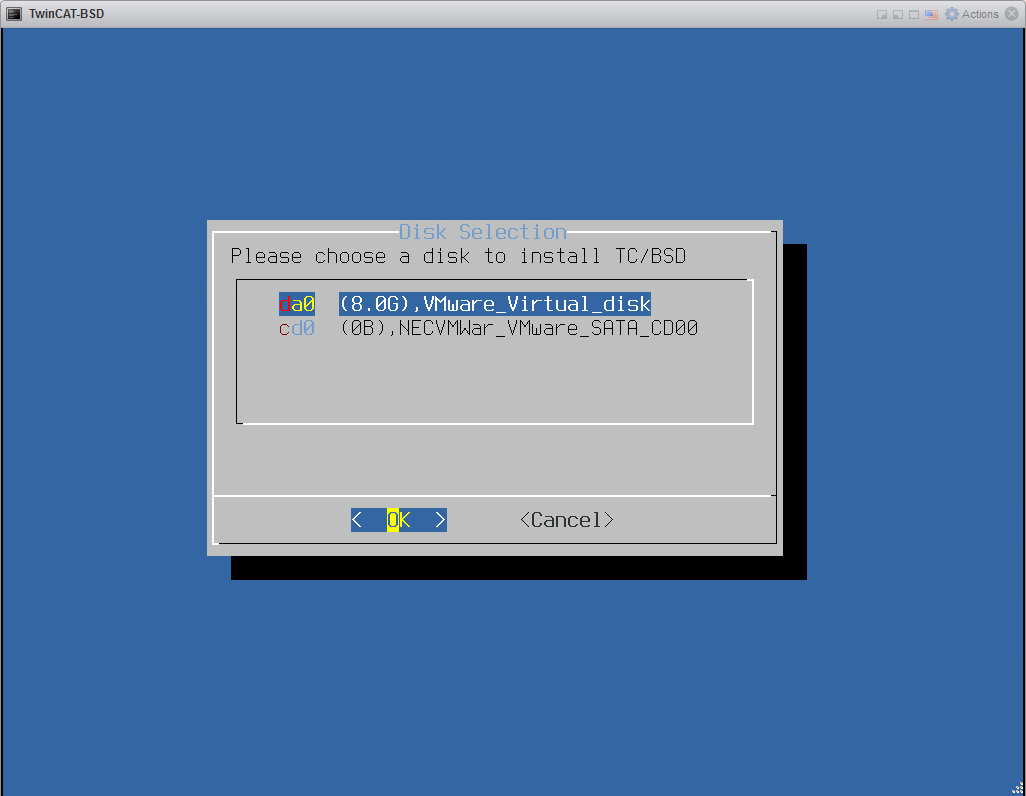 TwinCAT-BSD
Actions
Disk Selection
Please choose a disk to install TC/BSD
da0 (8.0G),VMware_Virtual_disk
cd0 (0B),NECVMWar_VMware_SATA_CD00
< OK > <Cancel>